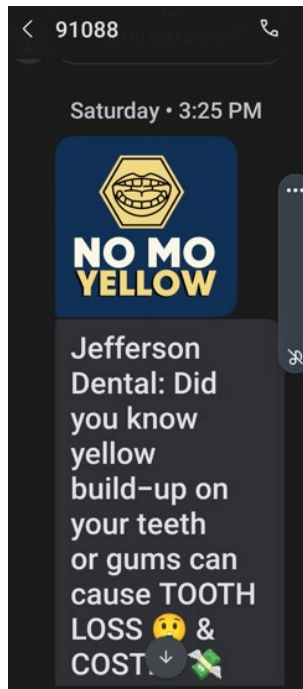 91088
Saturday • 3:25 PM
NO MO
YELLOW
Jefferson
Dental: Did
you know
yellow
build-up on
your teeth
or gums can
cause TOOTH
LOSS 😲 &